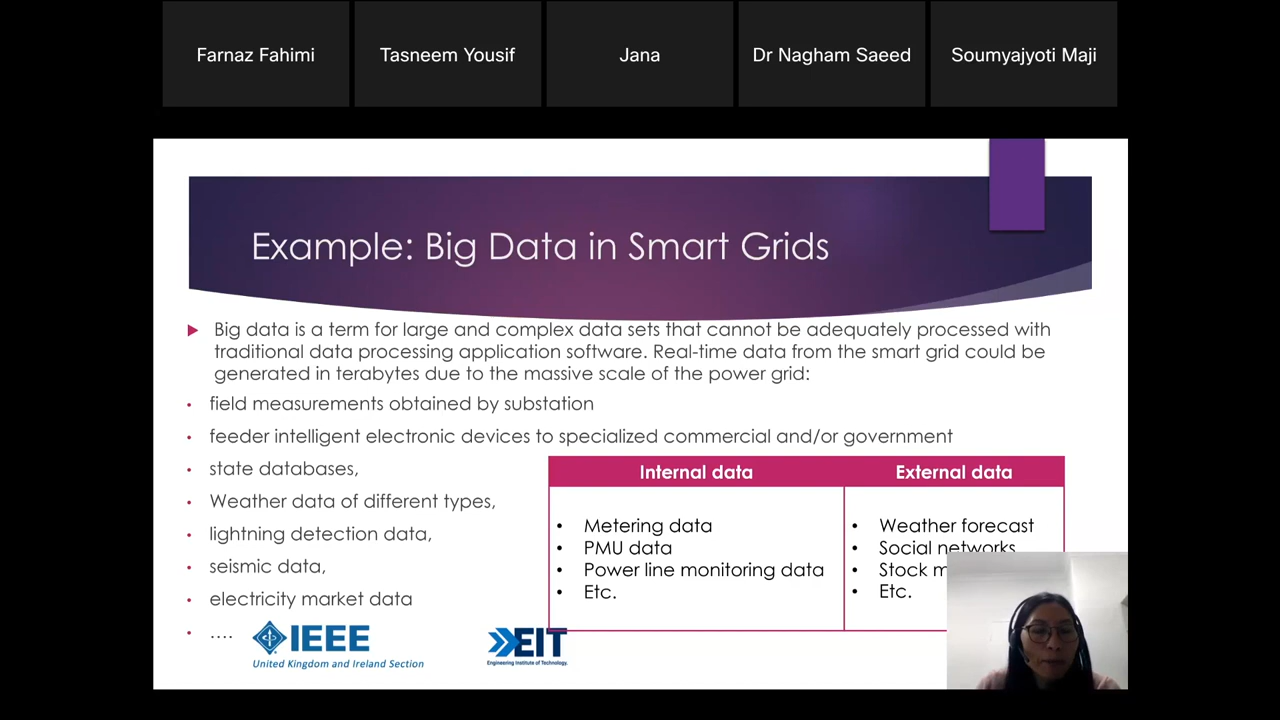 Farnaz Fahimi
Tasneem Yousif
Jana
Dr Nagham Saeed
Soumyajyoti Maji
Example: Big Data in Smart Grids
Big data is a term for large and complex data sets that cannot be adequately processed with
traditional data processing application software. Real-time data from the smart grid could be
generated in terabytes due to the massive scale of the power grid:
• field measurements obtained by substation
• feeder intelligent electronic devices to specialized commercial and/or government
• state databases,
• Weather data of different types,
• lightning detection data,
• seismic data,
• electricity market data
• ....
Internal data
• Metering data
• PMU data
• Power line monitoring data
• Etc.
External data
• Weather forecast
• Social networks
• Stock
• Etc.
IEEE
United Kingdom and Ireland Section
EIT
Engineering Institute of Technology.